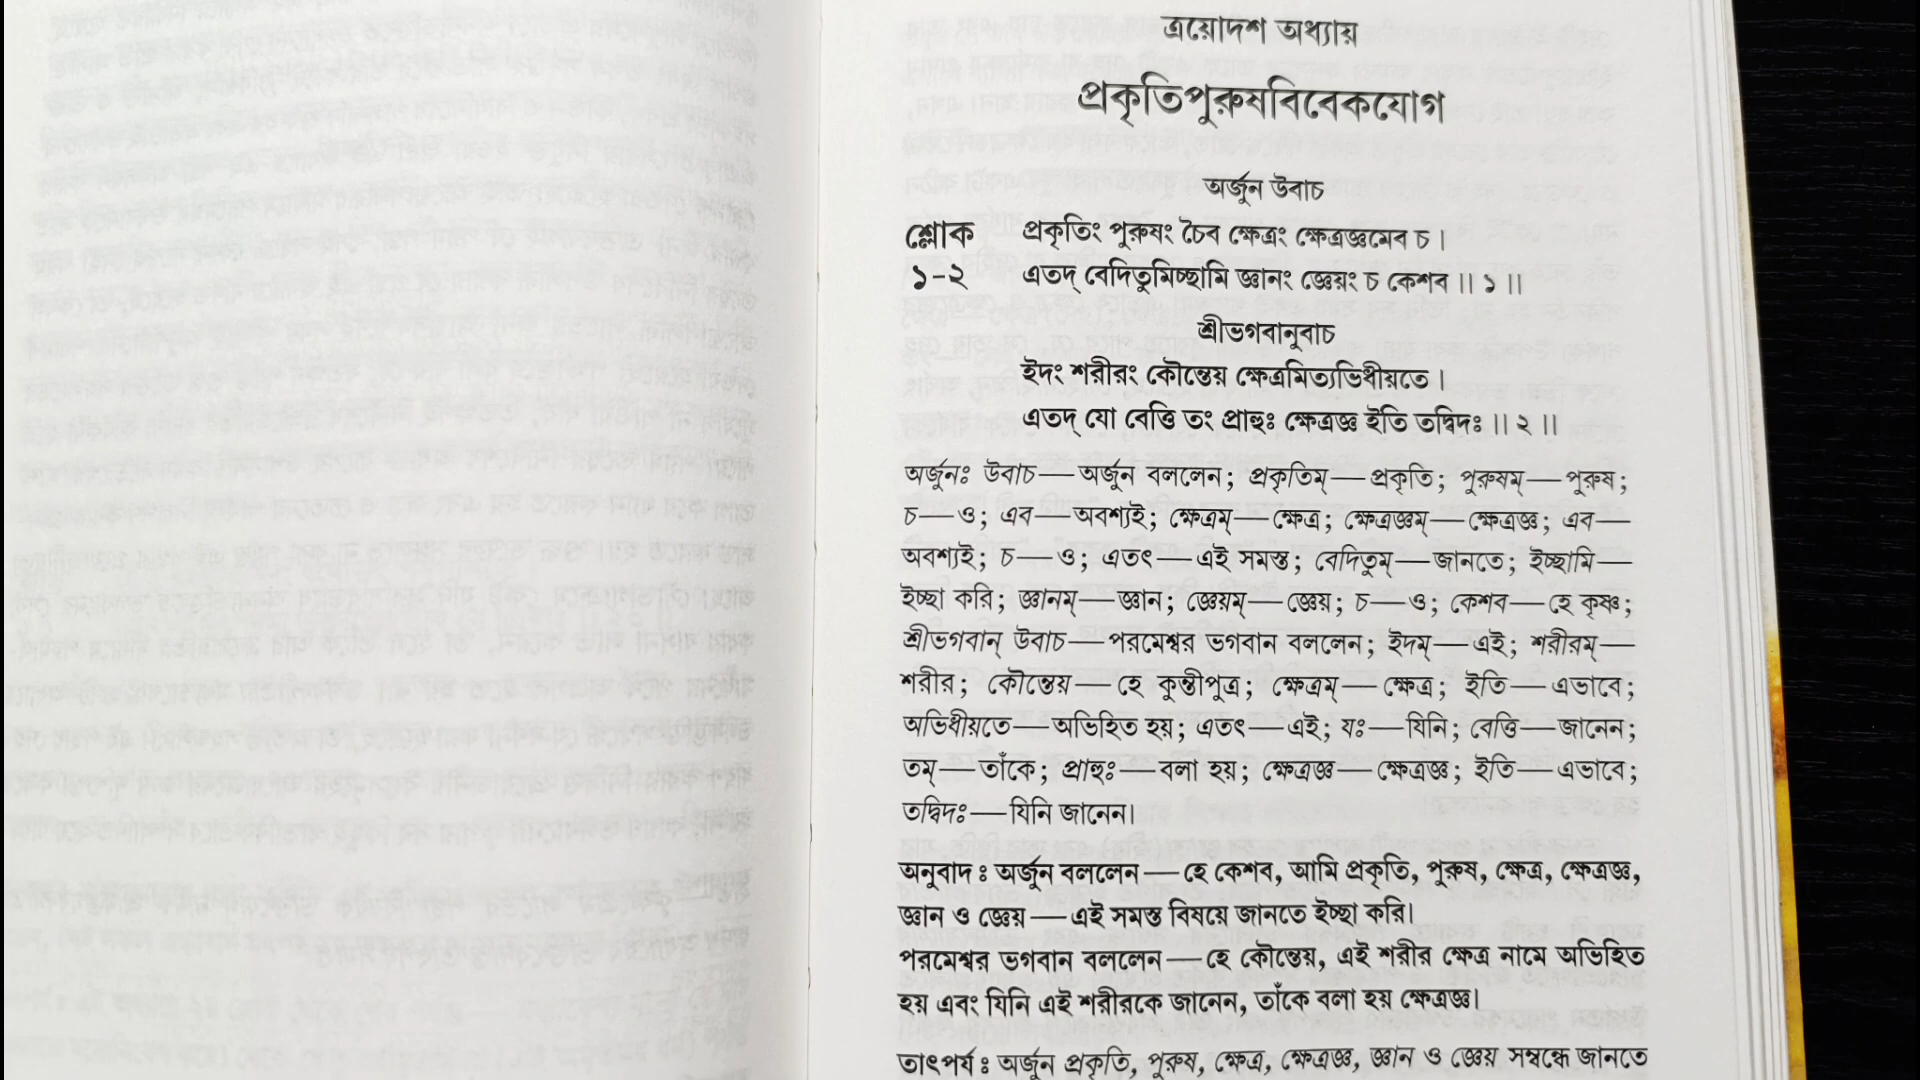 ত্রয়োদশ অধ্যায়
প্রকৃতিপুরুষবিবেকযোগ
অর্জুন উবাচ
শ্লোক প্রকৃতিং পুরুষং চৈব ক্ষেত্রং ক্ষেত্রজ্ঞমেব চ ।
১-২ এতদ্ বেদিতুমিচ্ছামি জ্ঞানং জ্ঞেয়ং চ কেশব ॥ ১ ॥
শ্রীভগবানুবাচ
ইদং শরীরং কৌন্তেয় ক্ষেত্রমিত্যভিধীয়তে ।
এতদ্ যো বেত্তি তং প্রাহুঃ ক্ষেত্রজ্ঞ ইতি তদ্বিদঃ ॥ ২ ॥
অর্জুনঃ উবাচ—অর্জুন বললেন; প্রকৃতিম্—প্রকৃতি; পুরুষম্—পুরুষ;
চ—ও; এব—অবশ্যই; ক্ষেত্রম্—ক্ষেত্র; ক্ষেত্রজ্ঞম্—ক্ষেত্রজ্ঞ; এব—
অবশ্যই; চ—ও; এতৎ—এই সমস্ত; বেদিতুম্—জানতে; ইচ্ছামি—
ইচ্ছা করি; জ্ঞানম্—জ্ঞান; জ্ঞেয়ম্—জ্ঞেয়; চ—ও; কেশব—হে কৃষ্ণ;
শ্রীভগবান্ উবাচ—পরমেশ্বর ভগবান বললেন; ইদম্—এই; শরীরম্—
শরীর; কৌন্তেয়—হে কুন্তীপুত্র; ক্ষেত্রম্—ক্ষেত্র; ইতি—এভাবে;
অভিধীয়তে—অভিহিত হয়; এতৎ—এই; যঃ—যিনি; বেত্তি—জানেন;
তম্—তাঁকে; প্রাহুঃ—বলা হয়; ক্ষেত্রজ্ঞ—ক্ষেত্রজ্ঞ; ইতি—এভাবে;
তদ্বিদঃ—যিনি জানেন।
অনুবাদ ঃ অর্জুন বললেন—হে কেশব, আমি প্রকৃতি, পুরুষ, ক্ষেত্র, ক্ষেত্রজ্ঞ,
জ্ঞান ও জ্ঞেয়—এই সমস্ত বিষয়ে জানতে ইচ্ছা করি।
পরমেশ্বর ভগবান বললেন—হে কৌন্তেয়, এই শরীর ক্ষেত্র নামে অভিহিত
হয় এবং যিনি এই শরীরকে জানেন, তাঁকে বলা হয় ক্ষেত্রজ্ঞ।
তাৎপর্য ঃ অর্জুন প্রকৃতি, পুরুষ, ক্ষেত্র, ক্ষেত্রজ্ঞ, জ্ঞান ও জ্ঞেয় সম্বন্ধে জানতে